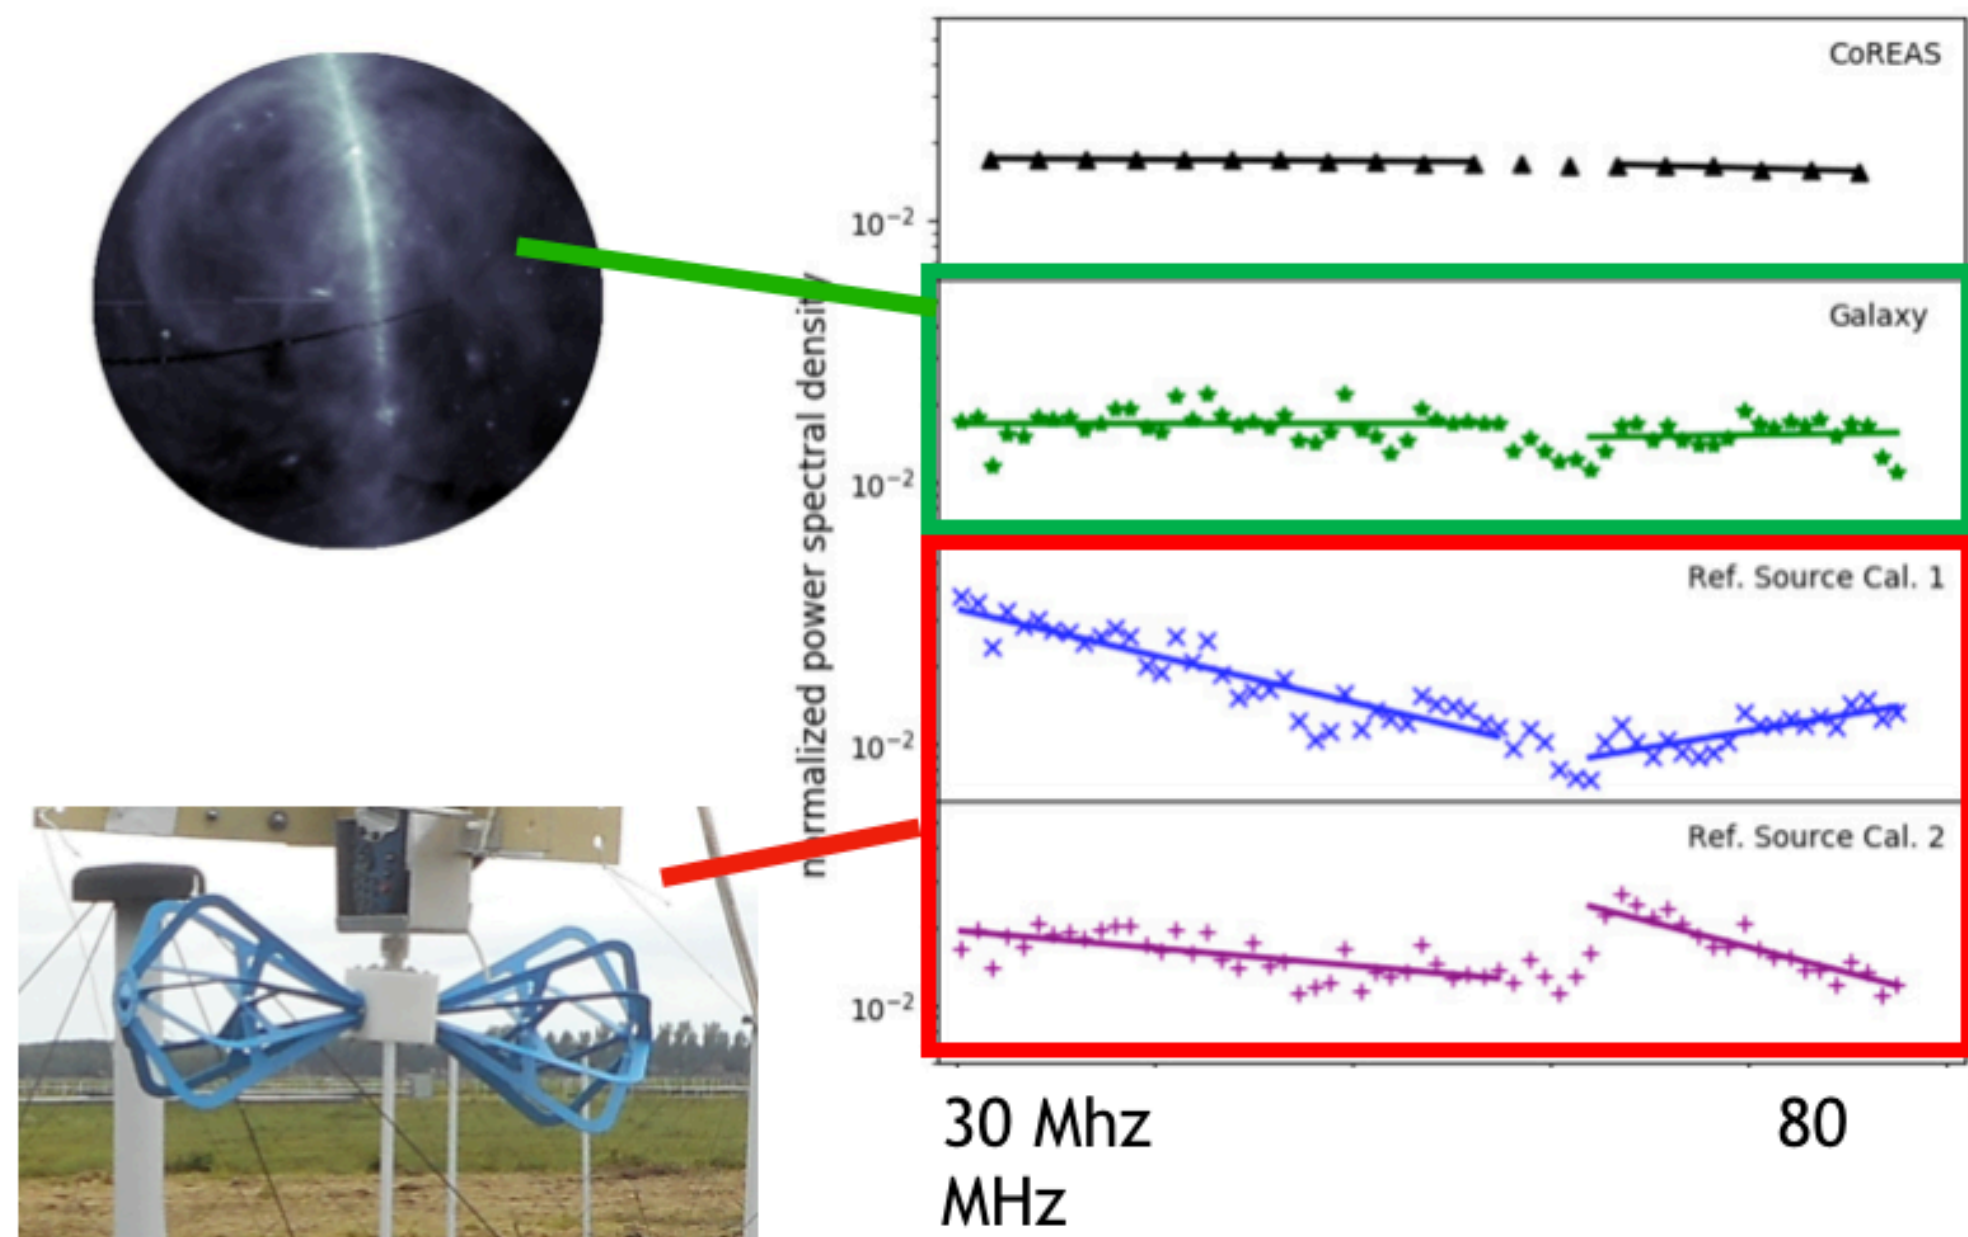 CoREAS
10⁻²
Galaxy
10⁻²
normalized power spectral density
Ref. Source Cal. 1
10⁻²
Ref. Source Cal. 2
10⁻²
30 Mhz 80
MHz